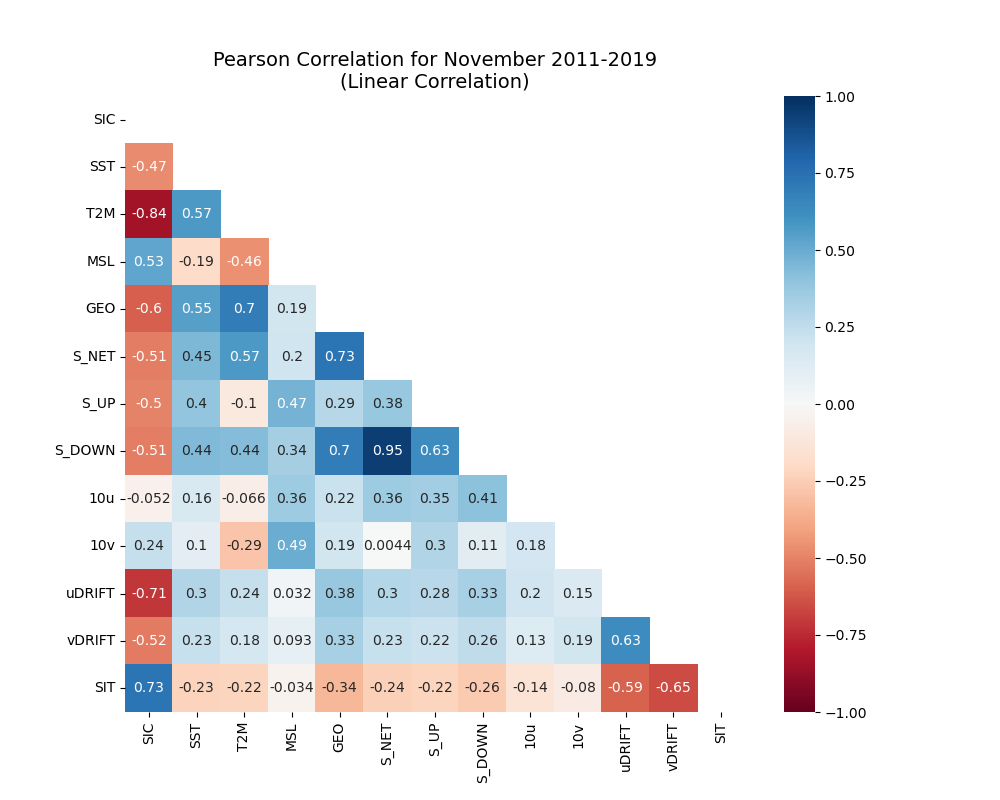 Pearson Correlation for November 2011-2019
(Linear Correlation)
SIC
SST -0.47
T2M -0.84 0.57
MSL 0.53 -0.19 -0.46
GEO -0.6 0.55 0.7 0.19
S_NET -0.51 0.45 0.57 0.2 0.73
S_UP -0.5 0.4 -0.1 0.47 0.29 0.38
S_DOWN -0.51 0.44 0.44 0.34 0.7 0.95 0.63
10u -0.052 0.16 -0.066 0.36 0.22 0.36 0.35 0.41
10v 0.24 0.1 -0.29 0.49 0.19 0.0044 0.3 0.11 0.18
uDRIFT -0.71 0.3 0.24 0.032 0.38 0.3 0.28 0.33 0.2 0.15
vDRIFT -0.52 0.23 0.18 0.093 0.33 0.23 0.22 0.26 0.13 0.19 0.63
SIT 0.73 -0.23 -0.22 -0.034 -0.34 -0.24 -0.22 -0.26 -0.14 -0.08 -0.59 -0.65
SIC SST T2M MSL GEO S_NET S_UP S_DOWN 10u 10v uDRIFT vDRIFT SIT
1.00
0.75
0.50
0.25
0.00
−0.25
−0.50
−0.75
−1.00